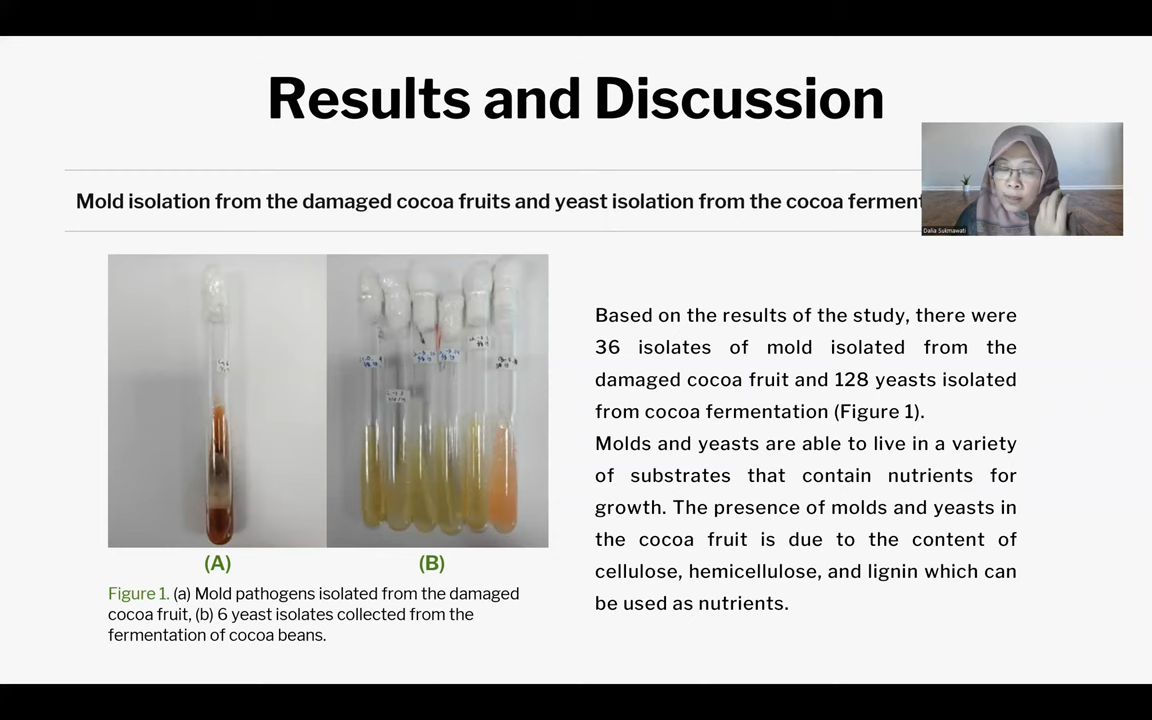 Results and Discussion
Mold isolation from the damaged cocoa fruits and yeast isolation from the cocoa ferment
Dalia Sukmawati
Based on the results of the study, there were
36 isolates of mold isolated from the
damaged cocoa fruit and 128 yeasts isolated
from cocoa fermentation (Figure 1).
Molds and yeasts are able to live in a variety
of substrates that contain nutrients for
growth. The presence of molds and yeasts in
the cocoa fruit is due to the content of
cellulose, hemicellulose, and lignin which can
be used as nutrients.
(A)
(B)
Figure 1. (a) Mold pathogens isolated from the damaged
cocoa fruit, (b) 6 yeast isolates collected from the
fermentation of cocoa beans.